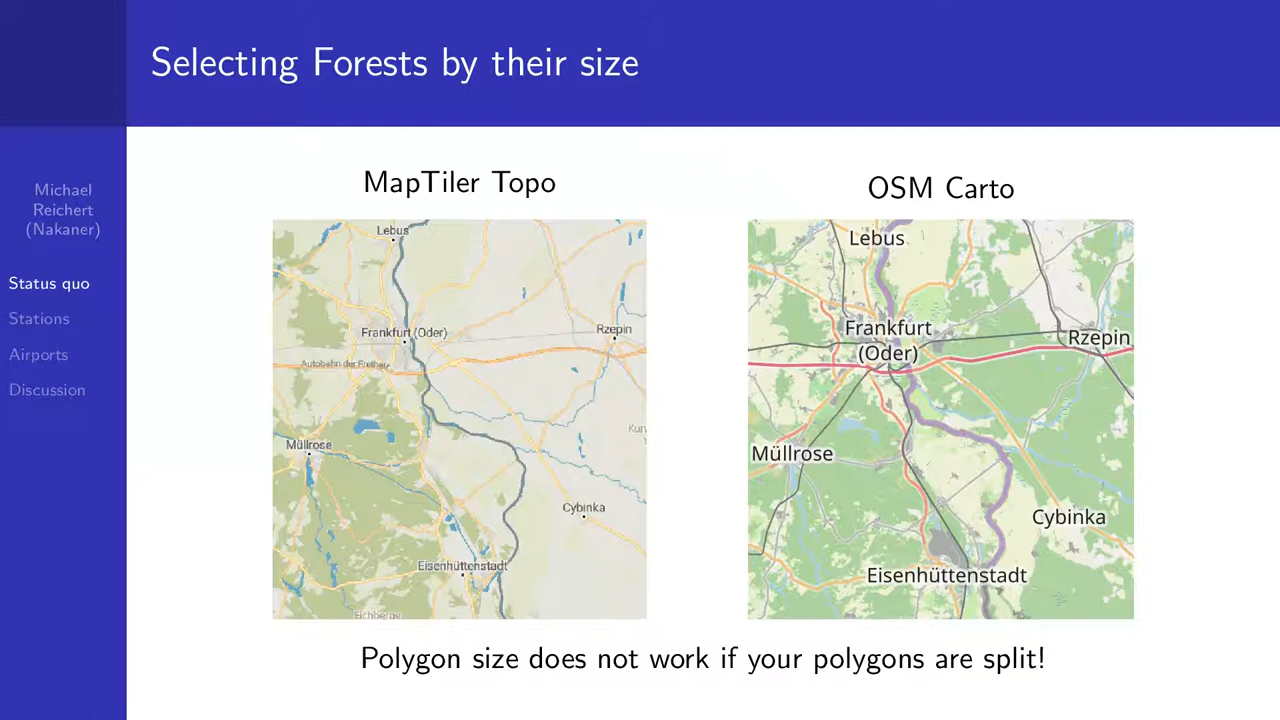 Selecting Forests by their size
Michael
Reichert
(Nakaner)
Status quo
Stations
Airports
Discussion
MapTiler Topo
Lebus
Frankfurt (Oder)
Rzepin
Autobahn der Freiheit
Müllrose
Cybinka
Eisenhüttenstadt
Eichberge
OSM Carto
Lebus
Frankfurt
(Oder)
Rzepin
Müllrose
Cybinka
Eisenhüttenstadt
Polygon size does not work if your polygons are split!